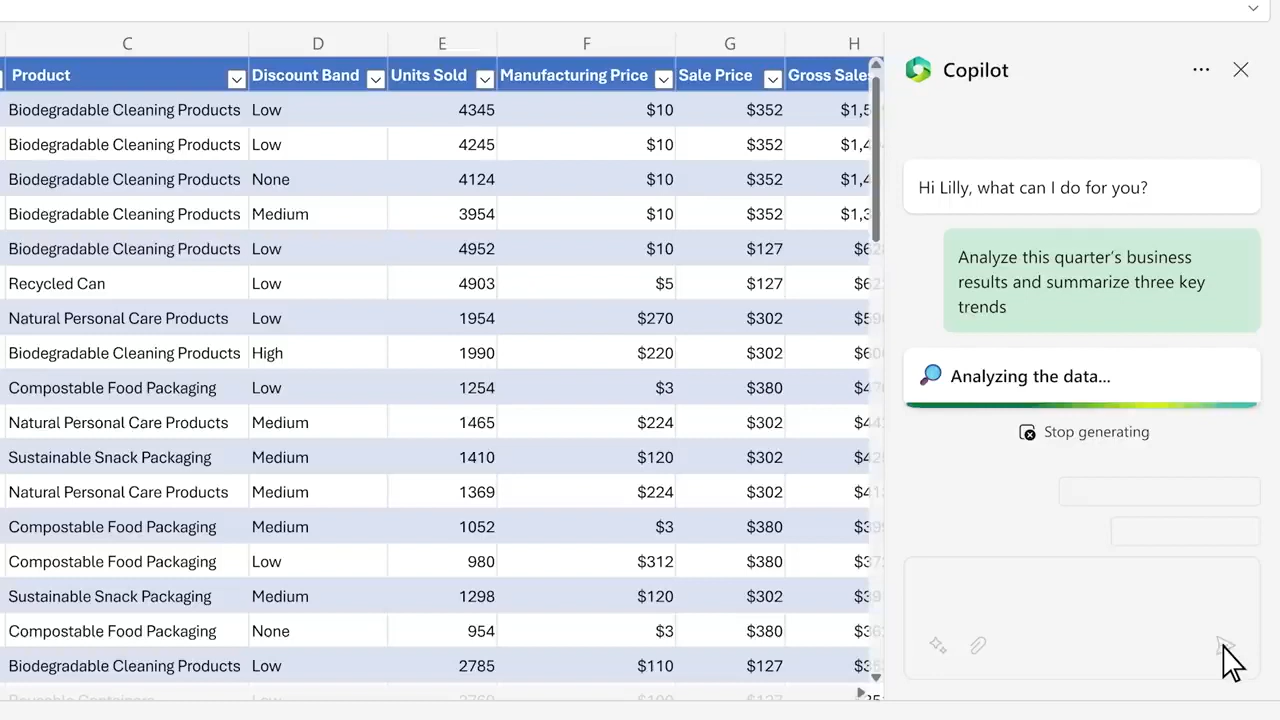 C D E F G H
Product Discount Band Units Sold Manufacturing Price Sale Price Gross Sales
Biodegradable Cleaning Products Low 4345 $10 $352
Biodegradable Cleaning Products Low 4245 $10 $352
Biodegradable Cleaning Products None 4124 $10 $352
Biodegradable Cleaning Products Medium 3954 $10 $352
Biodegradable Cleaning Products Low 4952 $10 $127
Recycled Can Low 4903 $5 $127
Natural Personal Care Products Low 1954 $270 $302
Biodegradable Cleaning Products High 1990 $220 $302
Compostable Food Packaging Low 1254 $3 $380
Natural Personal Care Products Medium 1465 $224 $302
Sustainable Snack Packaging Medium 1410 $120 $302
Natural Personal Care Products Medium 1369 $224 $302
Compostable Food Packaging Medium 1052 $3 $380
Compostable Food Packaging Low 980 $312 $380
Sustainable Snack Packaging Medium 1298 $120 $302
Compostable Food Packaging None 954 $3 $380
Biodegradable Cleaning Products Low 2785 $110 $127
Copilot
Hi Lilly, what can I do for you?
Analyze this quarter’s business
results and summarize three key
trends
Analyzing the data...
Stop generating